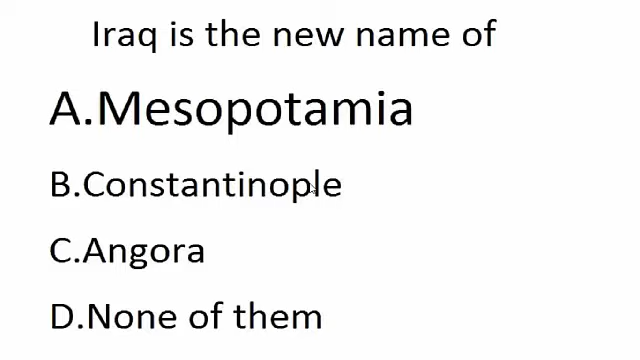 Iraq is the new name of
A.Mesopotamia
B.Constantinople
C.Angora
D.None of them